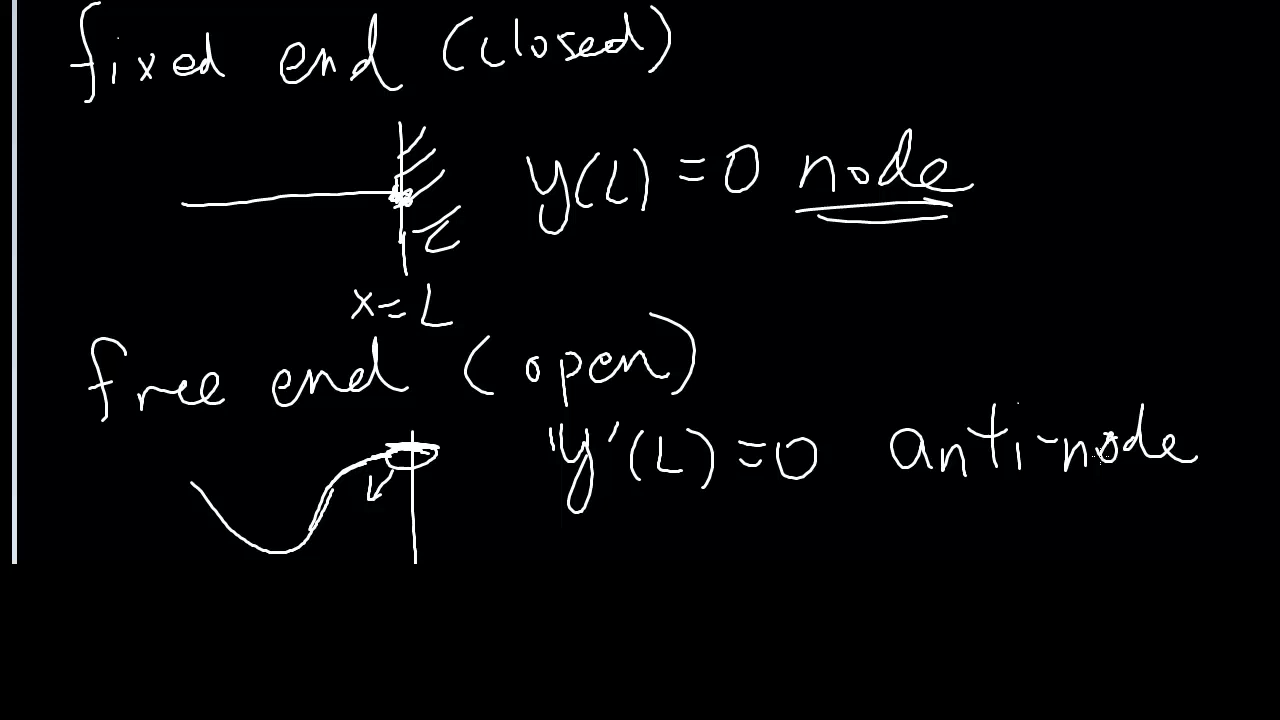 fixed end (closed)
y(L) = 0 node
x = L
free end (open)
"y'(L) = 0 anti-node